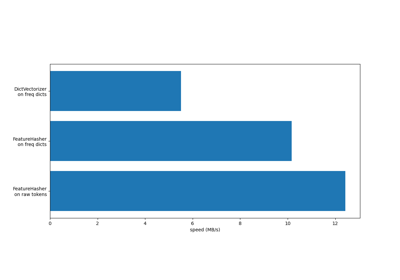 DictVectorizer
on freq dicts
FeatureHasher
on freq dicts
FeatureHasher
on raw tokens
0 2 4 6 8 10 12
speed (MB/s)